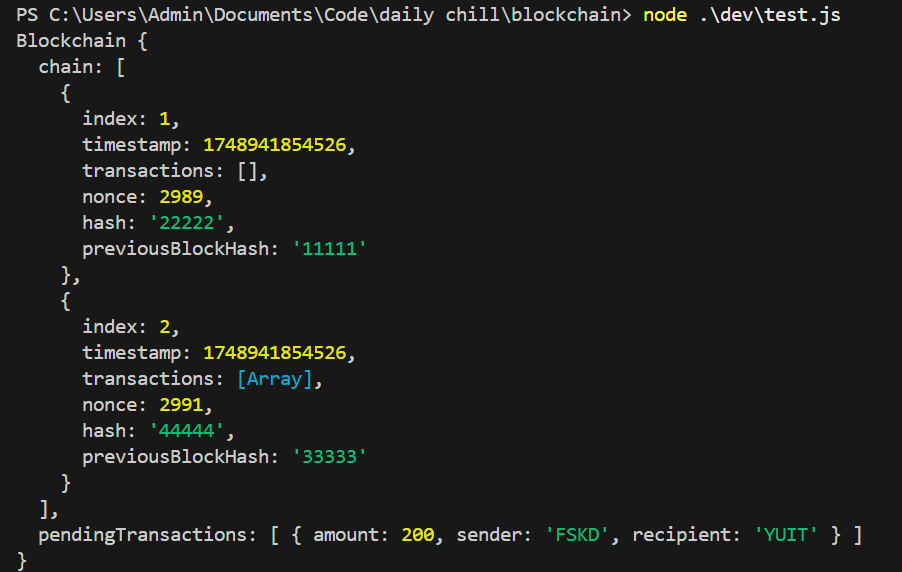 PS C:\Users\Admin\Documents\Code\daily chill\blockchain> node .\dev\test.js
Blockchain {
  chain: [
    {
      index: 1,
      timestamp: 1748941854526,
      transactions: [],
      nonce: 2989,
      hash: '22222',
      previousBlockHash: '11111'
    },
    {
      index: 2,
      timestamp: 1748941854526,
      transactions: [Array],
      nonce: 2991,
      hash: '44444',
      previousBlockHash: '33333'
    }
  ],
  pendingTransactions: [ { amount: 200, sender: 'FSKD', recipient: 'YUIT' } ]
}